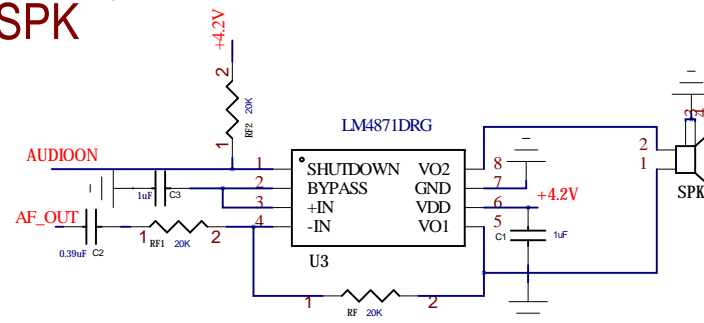 SPK
+4.2V
2
20K
RF2
1
LM4871DRG
AUDIOON
1 SHUTDOWN VO2 8
2 BYPASS GND 7
3 +IN VDD 6
4 -IN VO1 5
1uF C3
+4.2V
AF_OUT
0.39uF C2
1 RF1 20K 2
C1 1uF
U3
1 RF 20K 2
2
1
SPK